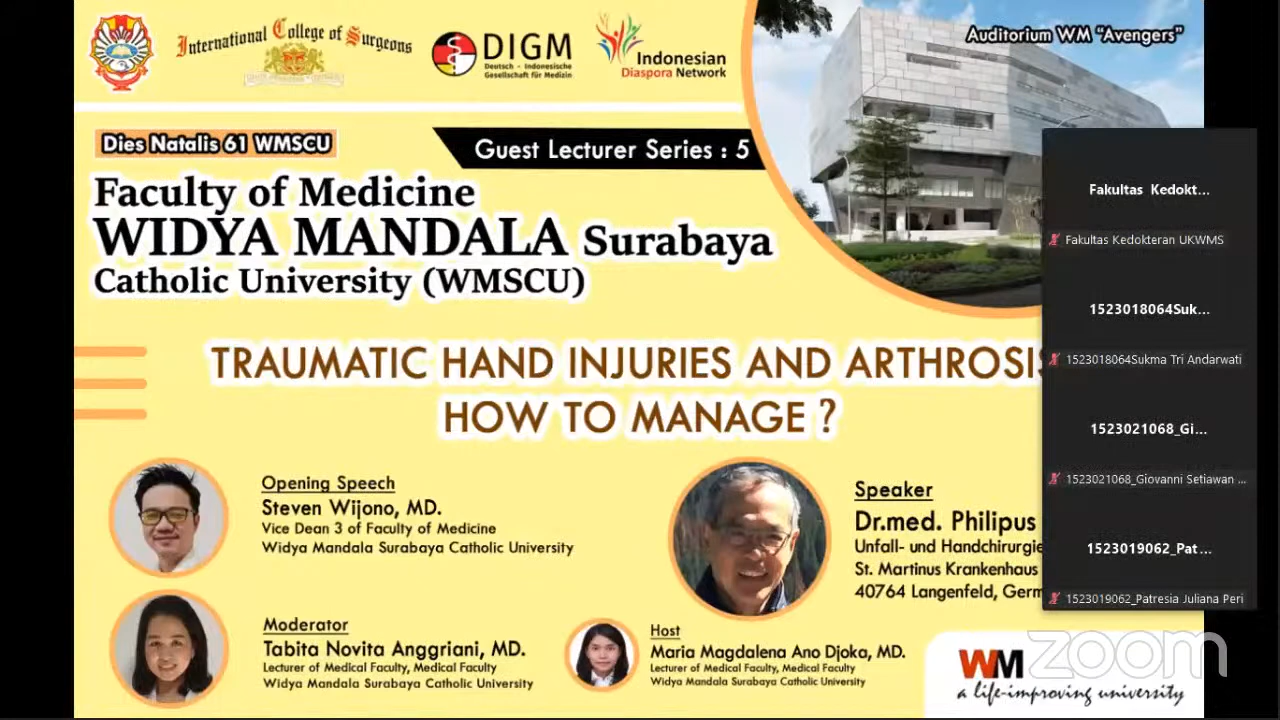 International College of Surgeons
DIGM
Deutsch - Indonesische
Gesellschaft für Medizin
Indonesian
Diaspora Network
Auditorium WM "Avengers"
Dies Natalis 61 WMSCU
Guest Lecturer Series : 5
Faculty of Medicine
WIDYA MANDALA Surabaya
Catholic University (WMSCU)
TRAUMATIC HAND INJURIES AND ARTHROSIS
HOW TO MANAGE ?
Opening Speech
Steven Wijono, MD.
Vice Dean 3 of Faculty of Medicine
Widya Mandala Surabaya Catholic University
Moderator
Tabita Novita Anggriani, MD.
Lecturer of Medical Faculty, Medical Faculty
Widya Mandala Surabaya Catholic University
Speaker
Dr.med. Philipus
Unfall- und Handchirurgie
St. Martinus Krankenhaus
40764 Langenfeld, Germ
Host
Maria Magdalena Ano Djoka, MD.
Lecturer of Medical Faculty, Medical Faculty
Widya Mandala Surabaya Catholic University
Fakultas Kedokt...
Fakultas Kedokteran UKWMS
1523018064Suk...
1523018064Sukma Tri Andarwati
1523021068_Gi...
1523021068_Giovanni Setiawan ...
1523019062_Pat...
1523019062_Patresia Juliana Peri
WM
a life-improving university
zoom